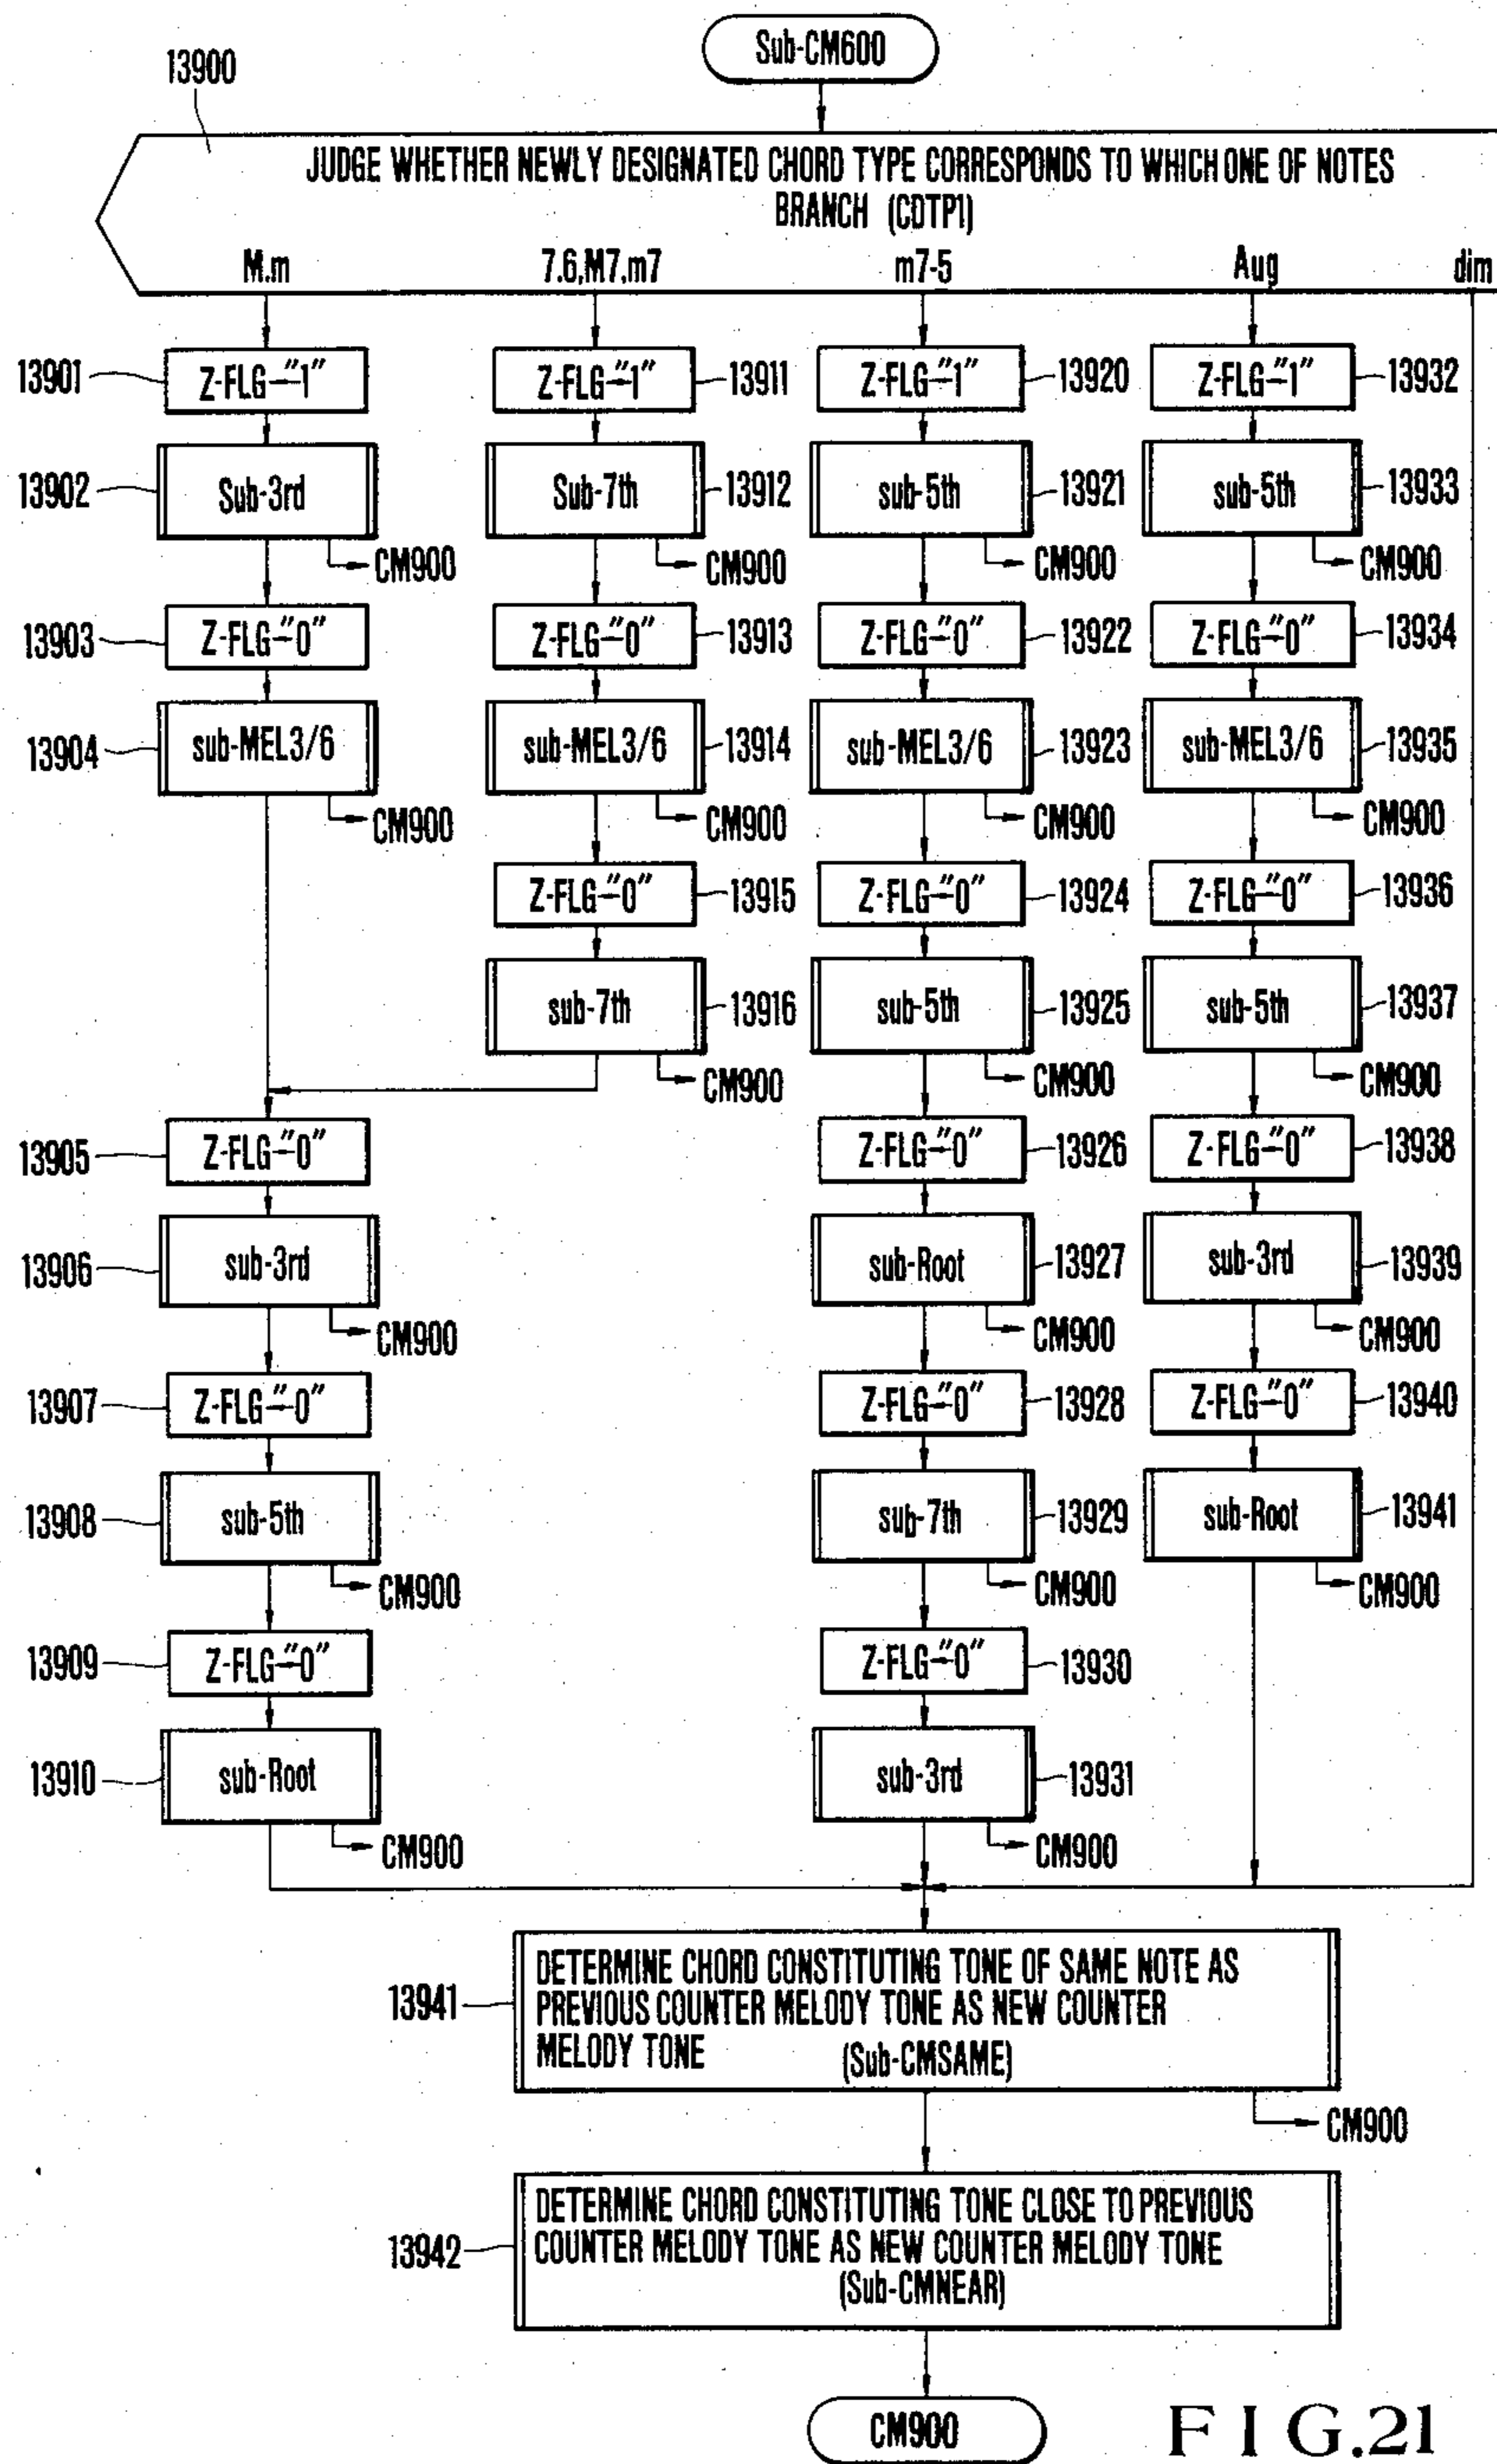 Sub-CM600
13900
JUDGE WHETHER NEWLY DESIGNATED CHORD TYPE CORRESPONDS TO WHICH ONE OF NOTES
BRANCH (CDTP1)
M.m 7.6,M7,m7 m7-5 Aug dim
13901 Z-FLG←"1" Z-FLG←"1" 13911 Z-FLG←"1" 13920 Z-FLG←"1" 13932
13902 Sub-3rd Sub-7th 13912 sub-5th 13921 sub-5th 13933
CM900 CM900 CM900 CM900
13903 Z-FLG←"0" Z-FLG←"0" 13913 Z-FLG←"0" 13922 Z-FLG←"0" 13934
13904 sub-MEL3/6 sub-MEL3/6 13914 sub-MEL3/6 13923 sub-MEL3/6 13935
CM900 CM900 CM900 CM900
Z-FLG←"0" 13915 Z-FLG←"0" 13924 Z-FLG←"0" 13936
sub-7th 13916 sub-5th 13925 sub-5th 13937
CM900 CM900 CM900
13905 Z-FLG←"0" Z-FLG←"0" 13926 Z-FLG←"0" 13938
13906 sub-3rd sub-Root 13927 sub-3rd 13939
CM900 CM900 CM900
13907 Z-FLG←"0" Z-FLG←"0" 13928 Z-FLG←"0" 13940
13908 sub-5th sub-7th 13929 sub-Root 13941
CM900 CM900 CM900
13909 Z-FLG←"0" Z-FLG←"0" 13930
13910 sub-Root sub-3rd 13931
CM900 CM900
DETERMINE CHORD CONSTITUTING TONE OF SAME NOTE AS
13941 PREVIOUS COUNTER MELODY TONE AS NEW COUNTER
MELODY TONE (Sub-CMSAME)
CM900
DETERMINE CHORD CONSTITUTING TONE CLOSE TO PREVIOUS
13942 COUNTER MELODY TONE AS NEW COUNTER MELODY TONE
(Sub-CMNEAR)
CM900
FIG.21